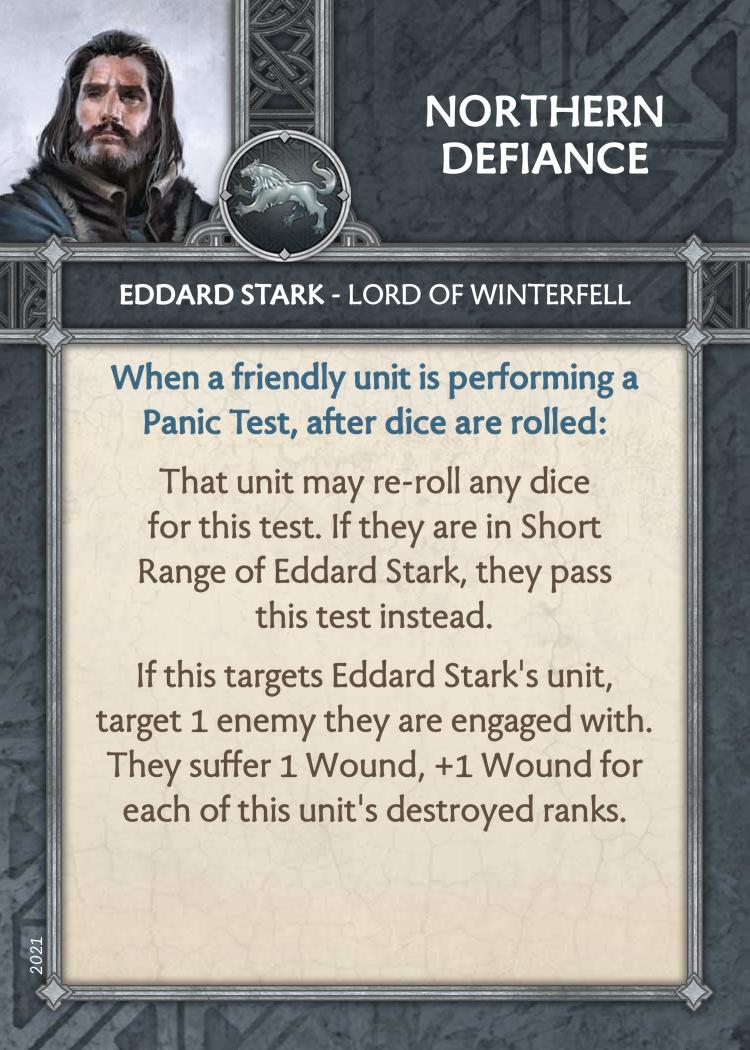 NORTHERN
DEFIANCE
EDDARD STARK - LORD OF WINTERFELL
When a friendly unit is performing a
Panic Test, after dice are rolled:
That unit may re-roll any dice
for this test. If they are in Short
Range of Eddard Stark, they pass
this test instead.
If this targets Eddard Stark's unit,
target 1 enemy they are engaged with.
They suffer 1 Wound, +1 Wound for
each of this unit's destroyed ranks.
2021